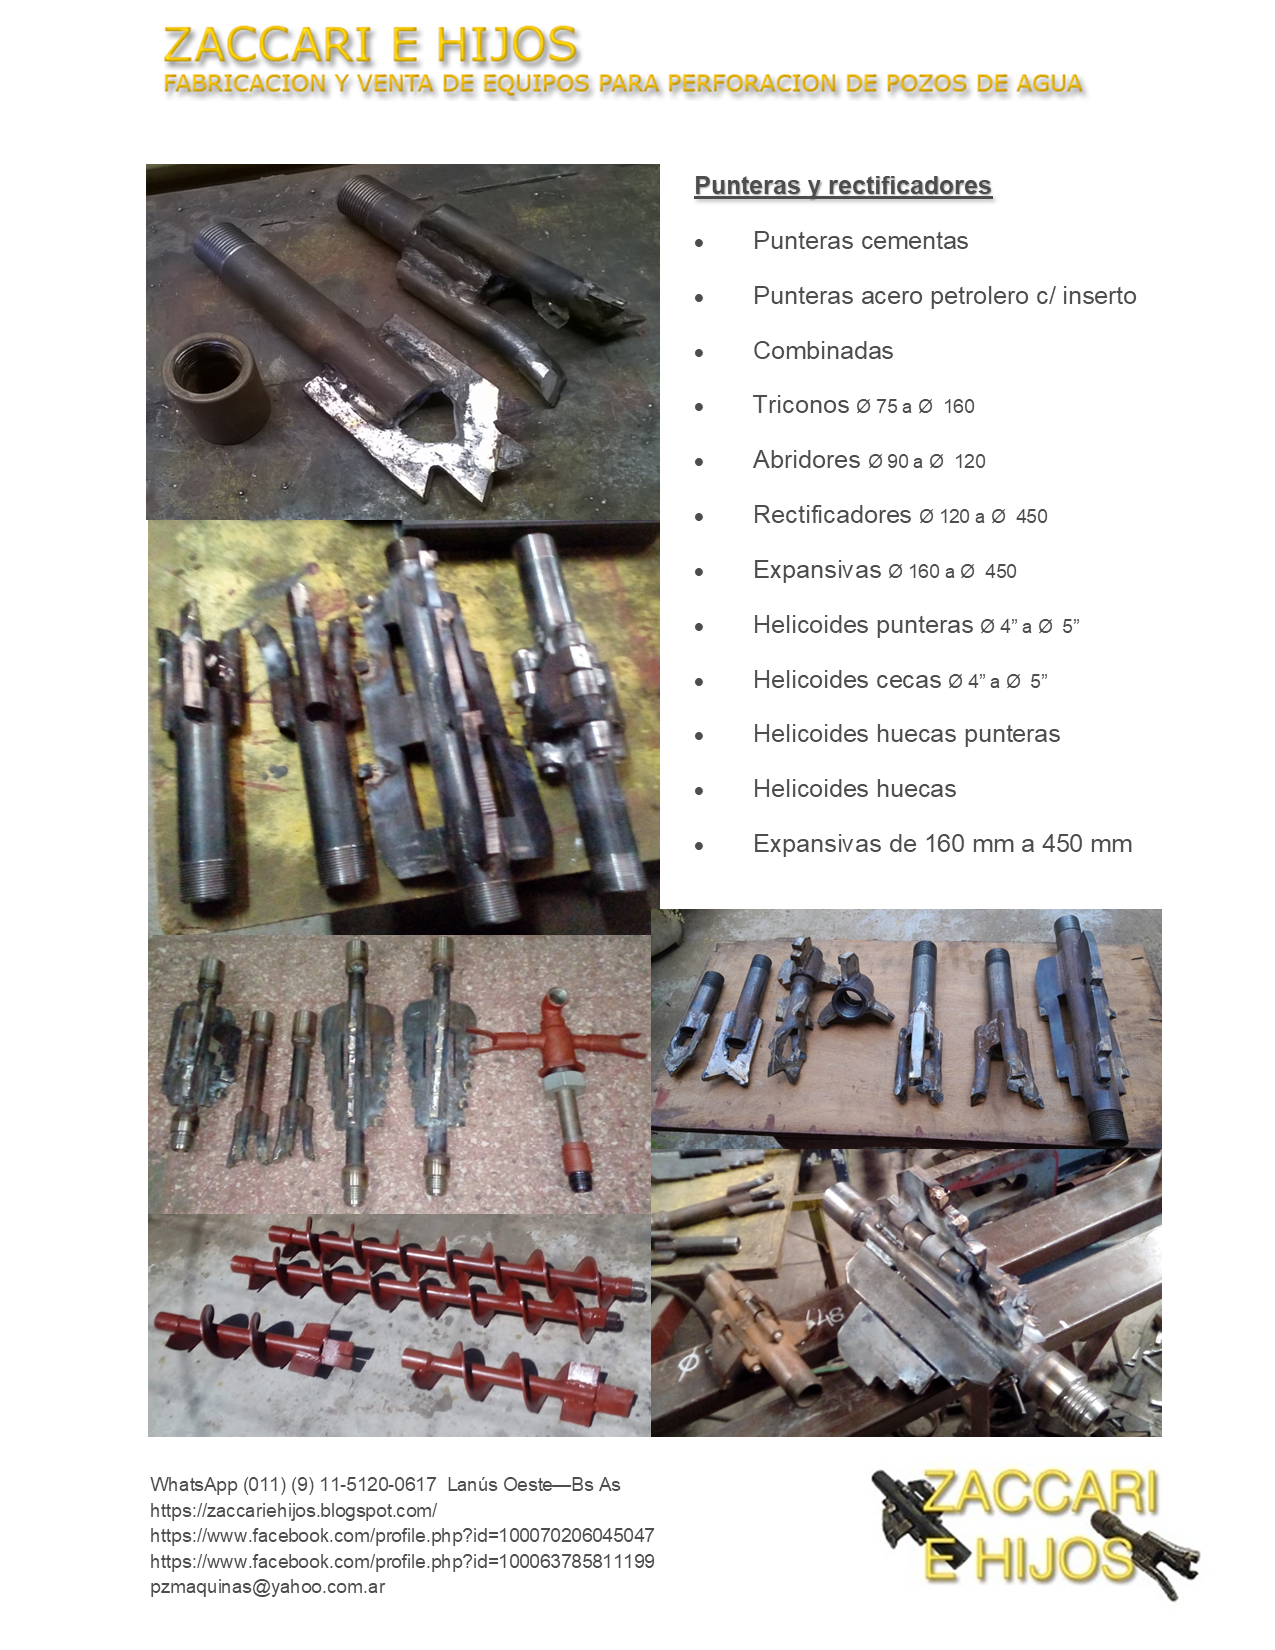 ZACCARI E HIJOS
FABRICACION Y VENTA DE EQUIPOS PARA PERFORACION DE POZOS DE AGUA
Punteras y rectificadores
• Punteras cementas
• Punteras acero petrolero c/ inserto
• Combinadas
• Triconos Ø 75 a Ø 160
• Abridores Ø 90 a Ø 120
• Rectificadores Ø 120 a Ø 450
• Expansivas Ø 160 a Ø 450
• Helicoides punteras Ø 4” a Ø 5”
• Helicoides cecas Ø 4” a Ø 5”
• Helicoides huecas punteras
• Helicoides huecas
• Expansivas de 160 mm a 450 mm
WhatsApp (011) (9) 11-5120-0617 Lanús Oeste—Bs As
https://zaccariehijos.blogspot.com/
https://www.facebook.com/profile.php?id=100070206045047
https://www.facebook.com/profile.php?id=100063785811199
pzmaquinas@yahoo.com.ar
ZACCARI
E HIJOS